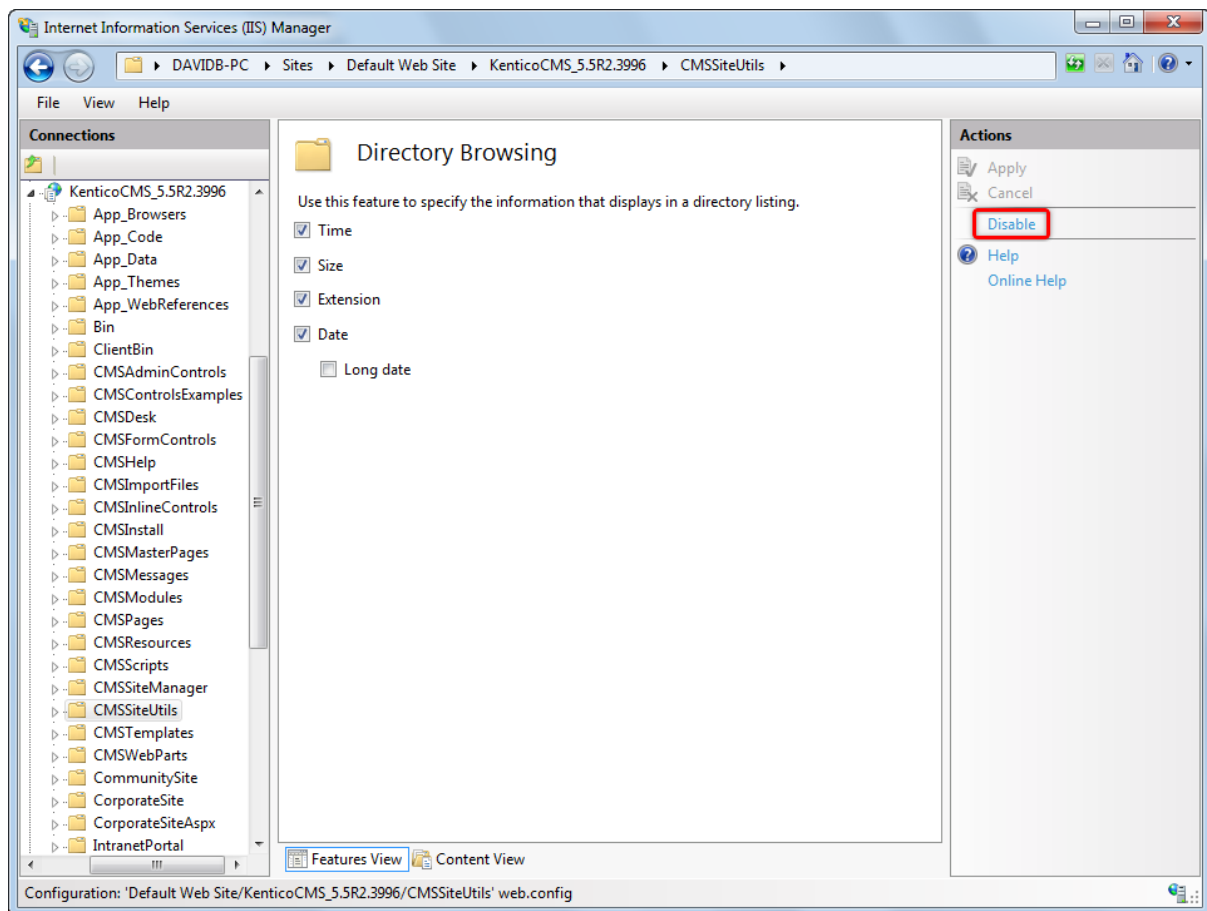 Internet Information Services (IIS) Manager
DAVIDB-PC Sites Default Web Site KenticoCMS_5.5R2.3996 CMSSiteUtils
File View Help
Connections
KenticoCMS_5.5R2.3996
App_Browsers
App_Code
App_Data
App_Themes
App_WebReferences
Bin
ClientBin
CMSAdminControls
CMSControlsExamples
CMSDesk
CMSFormControls
CMSHelp
CMSImportFiles
CMSInlineControls
CMSInstall
CMSMasterPages
CMSMessages
CMSModules
CMSPages
CMSResources
CMSScripts
CMSSiteManager
CMSSiteUtils
CMSTemplates
CMSWebParts
CommunitySite
CorporateSite
CorporateSiteAspx
IntranetPortal
Directory Browsing
Use this feature to specify the information that displays in a directory listing.
Time
Size
Extension
Date
Long date
Features View Content View
Actions
Apply
Cancel
Disable
Help
Online Help
Configuration: 'Default Web Site/KenticoCMS_5.5R2.3996/CMSSiteUtils' web.config